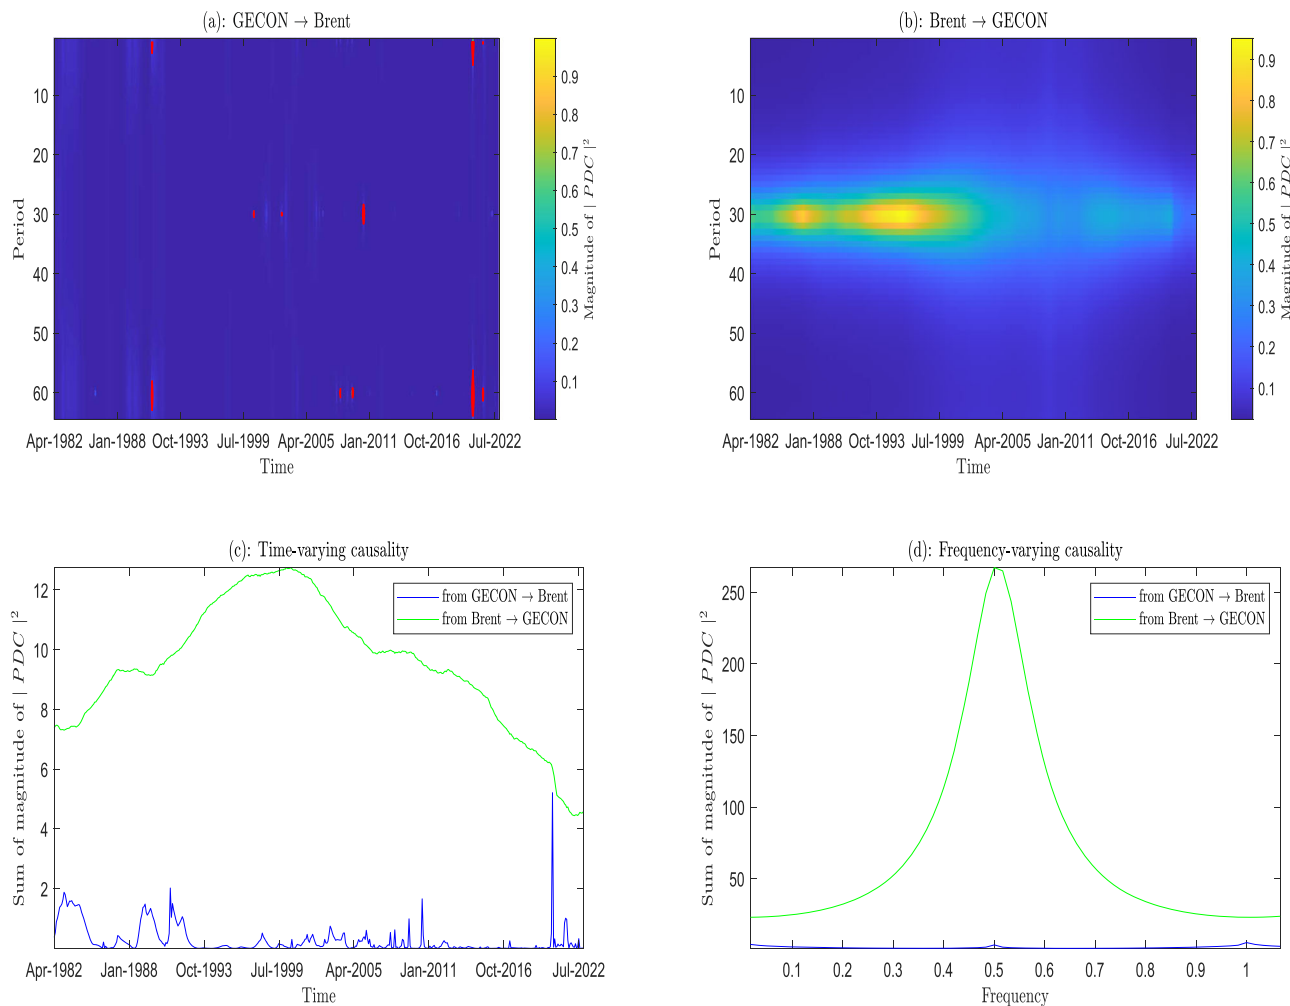 (a): GECON → Brent
Period
10
20
30
40
50
60
Apr-1982 Jan-1988 Oct-1993 Jul-1999 Apr-2005 Jan-2011 Oct-2016 Jul-2022
Time
0.9
0.8
0.7
0.6
0.5
0.4
0.3
0.2
0.1
Magnitude of | PDC |²
(b): Brent → GECON
Period
10
20
30
40
50
60
Apr-1982 Jan-1988 Oct-1993 Jul-1999 Apr-2005 Jan-2011 Oct-2016 Jul-2022
Time
0.9
0.8
0.7
0.6
0.5
0.4
0.3
0.2
0.1
Magnitude of | PDC |²
(c): Time-varying causality
Sum of magnitude of | PDC |²
12
10
8
6
4
2
from GECON → Brent
from Brent → GECON
Apr-1982 Jan-1988 Oct-1993 Jul-1999 Apr-2005 Jan-2011 Oct-2016 Jul-2022
Time
(d): Frequency-varying causality
Sum of magnitude of | PDC |²
250
200
150
100
50
from GECON → Brent
from Brent → GECON
0.1 0.2 0.3 0.4 0.5 0.6 0.7 0.8 0.9 1
Frequency